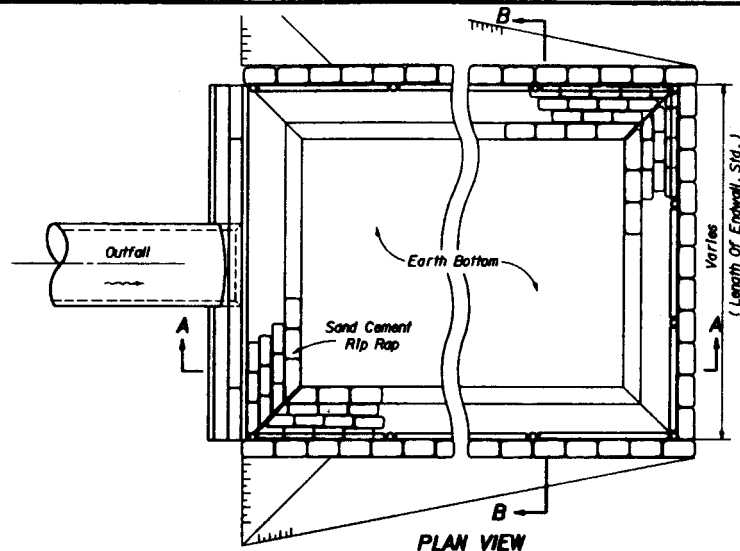 B
Outfall
Earth Bottom
Varies
( Length Of Endwall, Std. )
A
A
Sand Cement
Rip Rap
B
PLAN VIEW